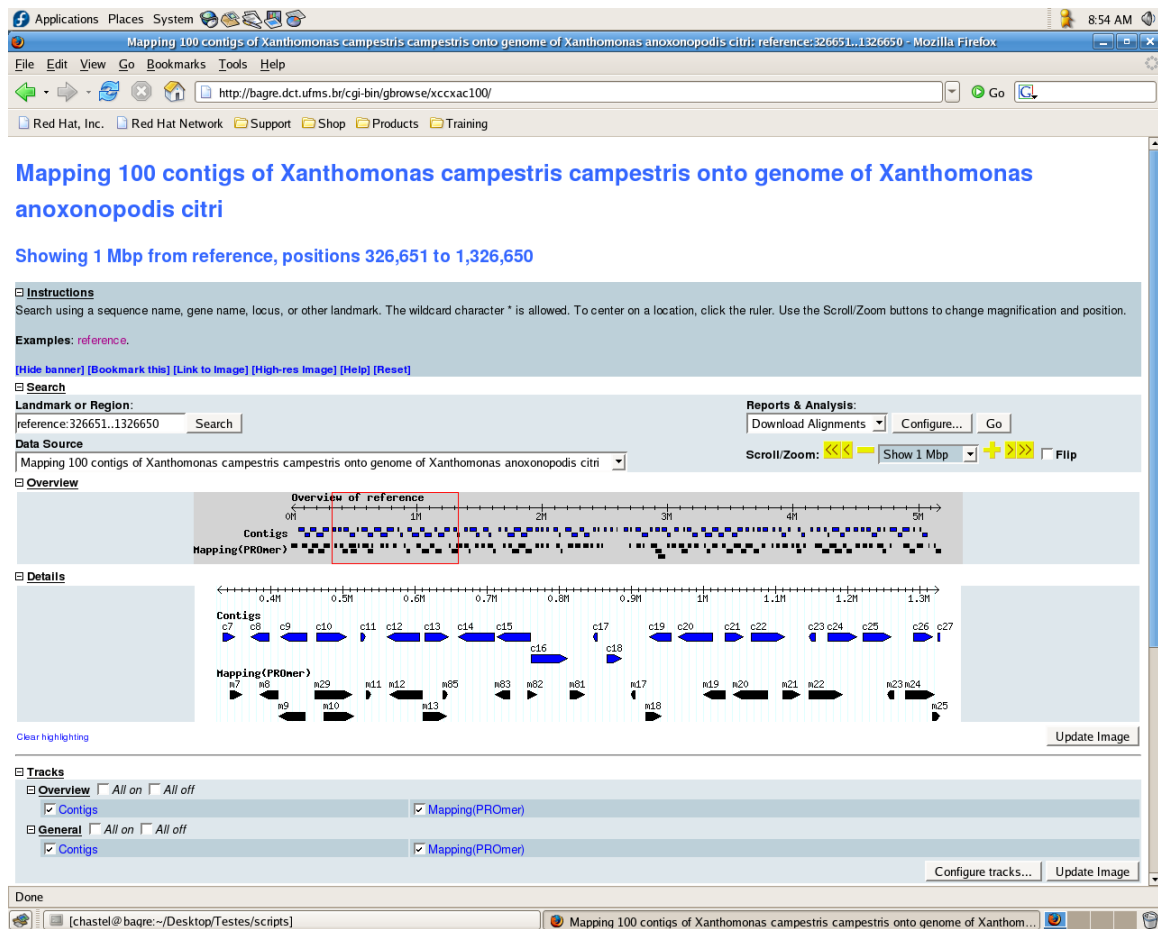 Applications Places System 8:54 AM
Mapping 100 contigs of Xanthomonas campestris campestris onto genome of Xanthomonas anoxonopodis citri: reference:326651..1326650 - Mozilla Firefox
File Edit View Go Bookmarks Tools Help
http://bagre.dct.ufms.br/cgi-bin/gbrowse/xccxac100/ Go
Red Hat, Inc. Red Hat Network Support Shop Products Training
Mapping 100 contigs of Xanthomonas campestris campestris onto genome of Xanthomonas
anoxonopodis citri
Showing 1 Mbp from reference, positions 326,651 to 1,326,650
Instructions
Search using a sequence name, gene name, locus, or other landmark. The wildcard character * is allowed. To center on a location, click the ruler. Use the Scroll/Zoom buttons to change magnification and position.
Examples: reference.
[Hide banner] [Bookmark this] [Link to Image] [High-res Image] [Help] [Reset]
Search
Landmark or Region: Reports & Analysis:
reference:326651..1326650 Search Download Alignments Configure... Go
Data Source
Mapping 100 contigs of Xanthomonas campestris campestris onto genome of Xanthomonas anoxonopodis citri Scroll/Zoom: << < Show 1 Mbp > >> Flip
Overview
Overview of reference
0M 1M 2M 3M 4M 5M
Contigs
Mapping(PROmer)
Details
0.4M 0.5M 0.6M 0.7M 0.8M 0.9M 1M 1.1M 1.2M 1.3M
Contigs
c7 c8 c9 c10 c11 c12 c13 c14 c15 c17 c19 c20 c21 c22 c23 c24 c25 c26 c27
c16 c18
Mapping(PROmer)
m7 m8 m29 m11 m12 m85 m83 m82 m81 m17 m19 m20 m21 m22 m23 m24
m9 m10 m13 m18 m25
Clear highlighting Update Image
Tracks
Overview All on All off
Contigs Mapping(PROmer)
General All on All off
Contigs Mapping(PROmer)
Configure tracks... Update Image
Done
[chastel@bagre:~/Desktop/Testes/scripts] Mapping 100 contigs of Xanthomonas campestris campestris onto genome of Xanthom...